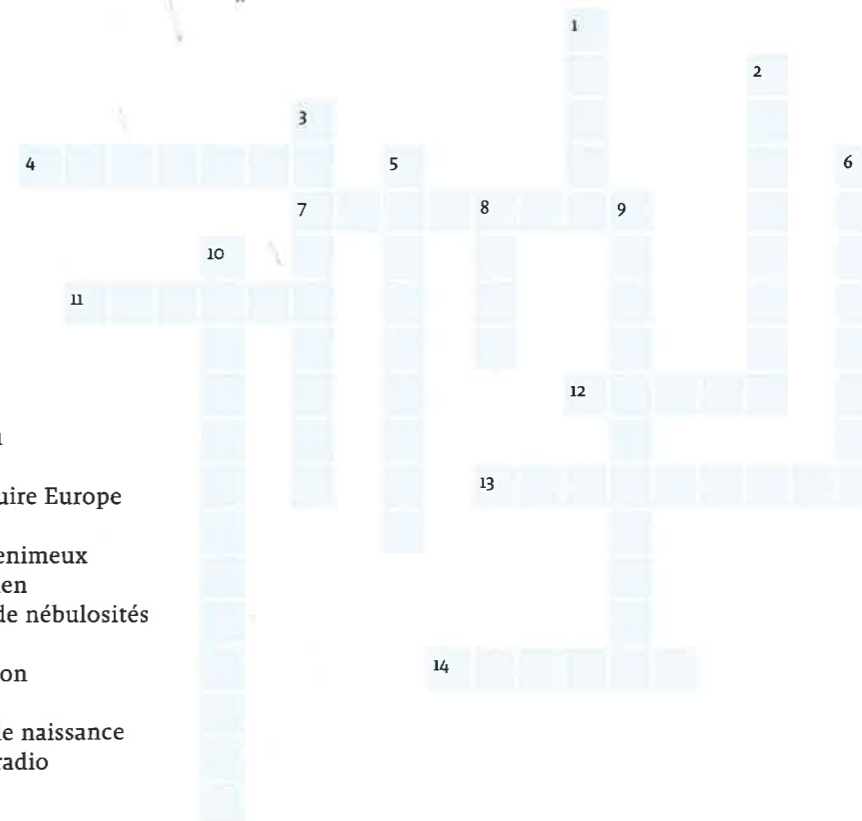 1
2
3
4 5 6
7 8 9
10
11
12
13
uire Europe
enimeux
en
de nébulosités
14
on
le naissance
radio